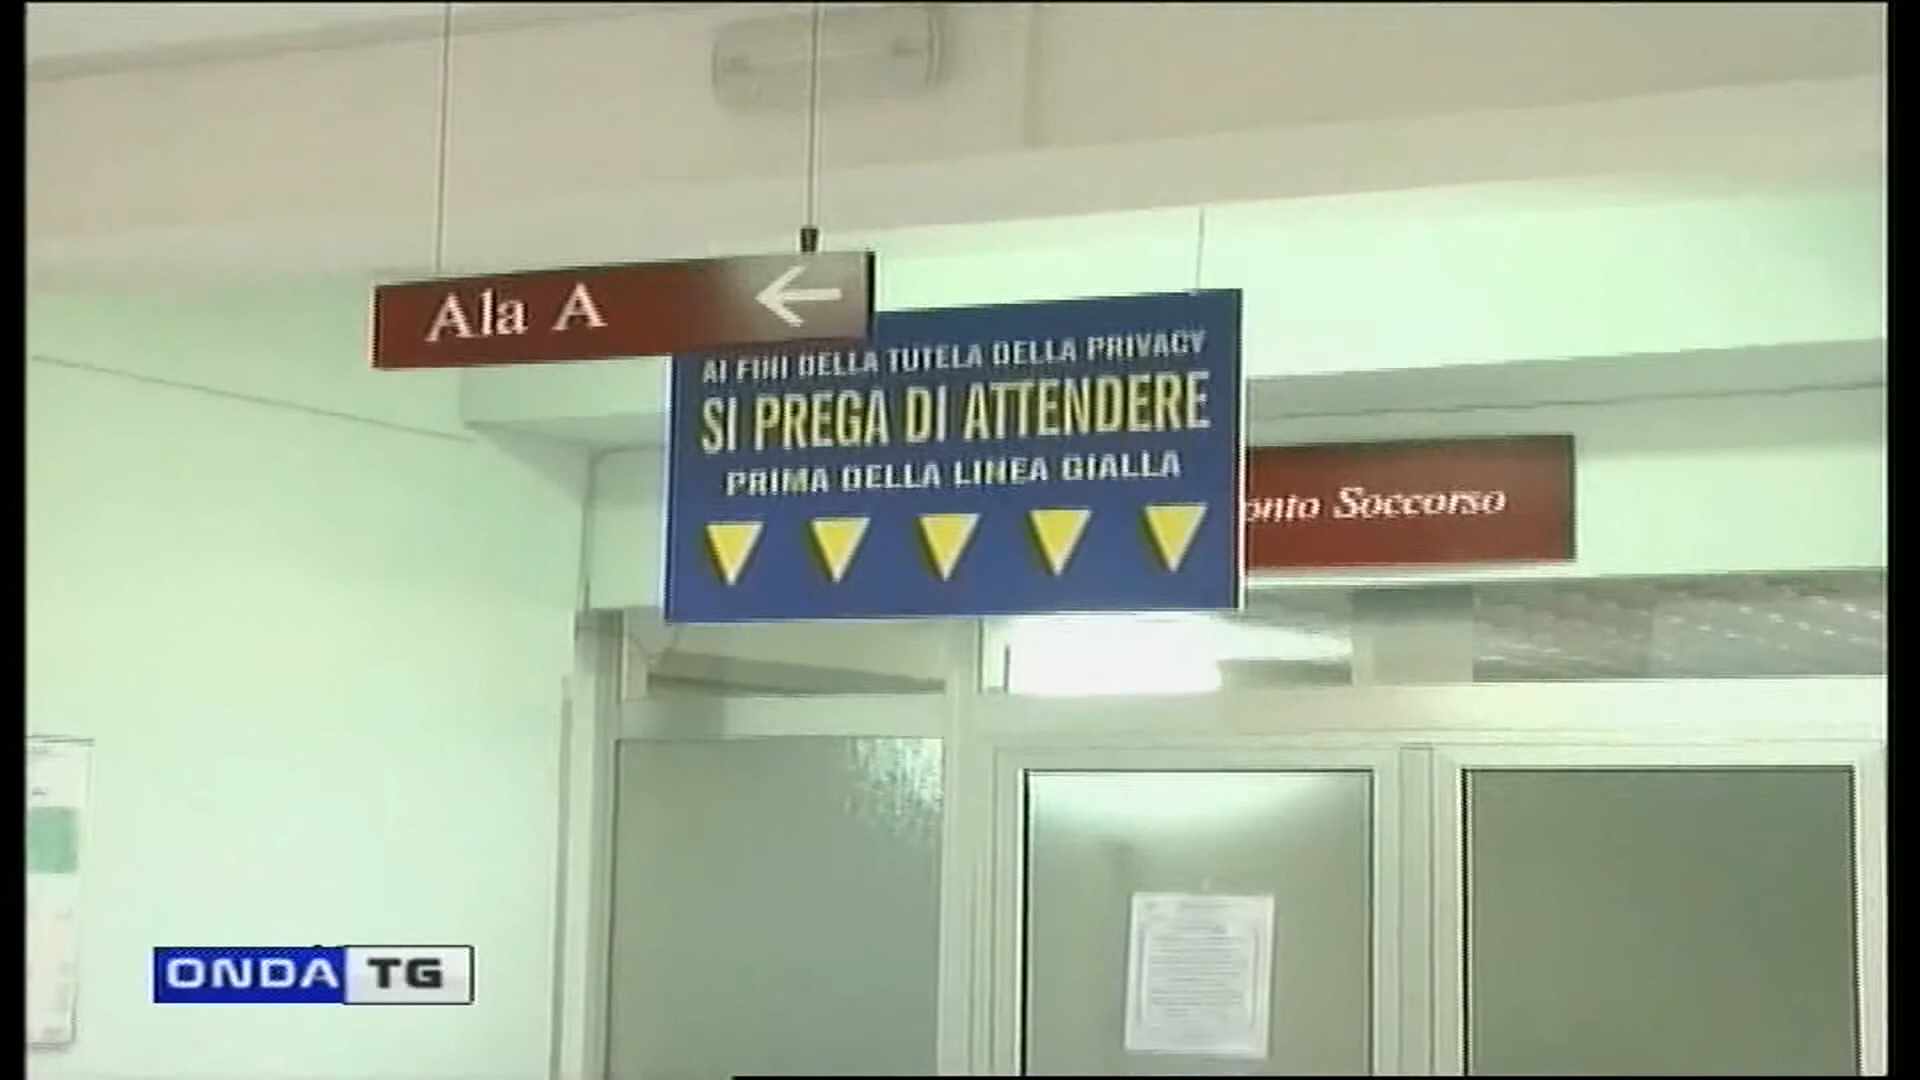 Ala A
AI FINI DELLA TUTELA DELLA PRIVACY
SI PREGA DI ATTENDERE
PRIMA DELLA LINEA GIALLA
onto Soccorso
ONDA TG